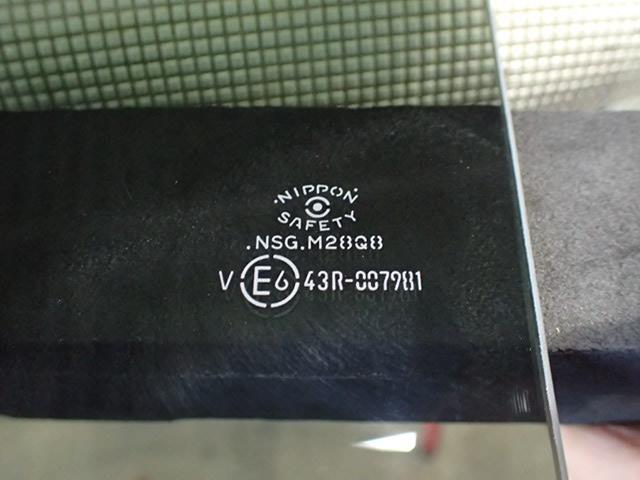 NIPPON
SAFETY
.NSG.M28Q8
V E6 43R-007981